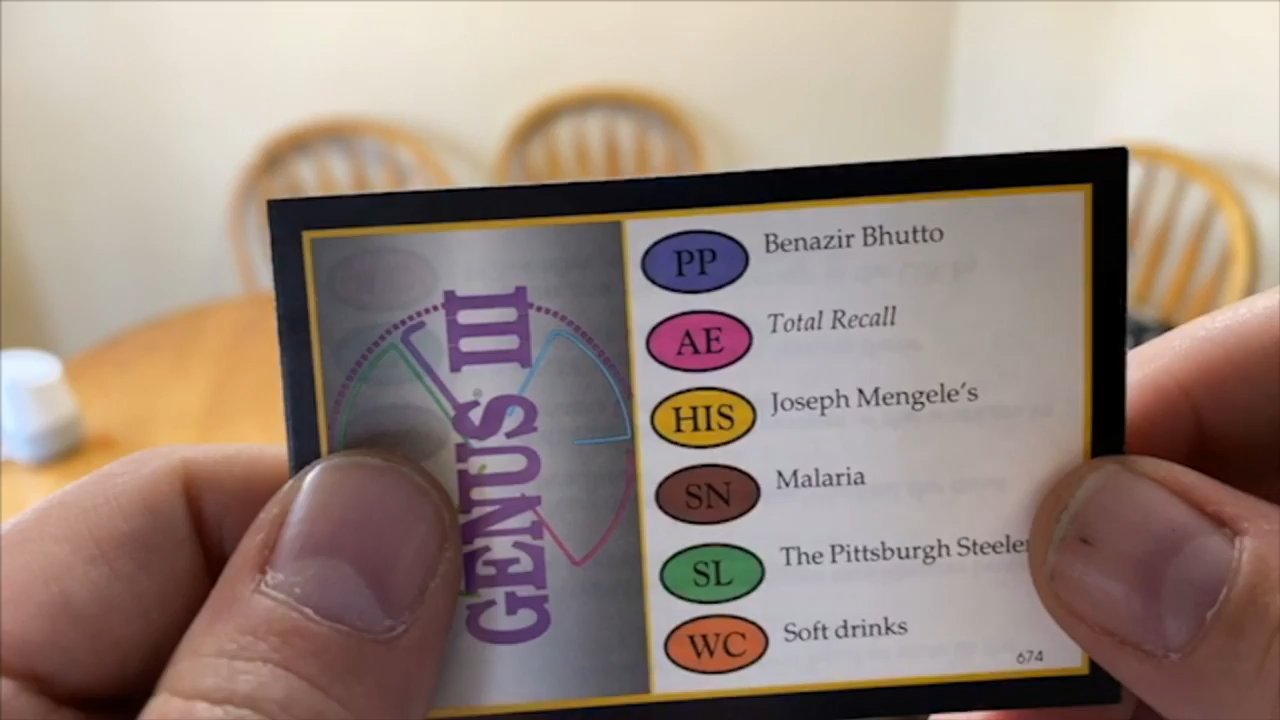 GENUS III
PP Benazir Bhutto
AE Total Recall
HIS Joseph Mengele's
SN Malaria
SL The Pittsburgh Steeler
WC Soft drinks
674